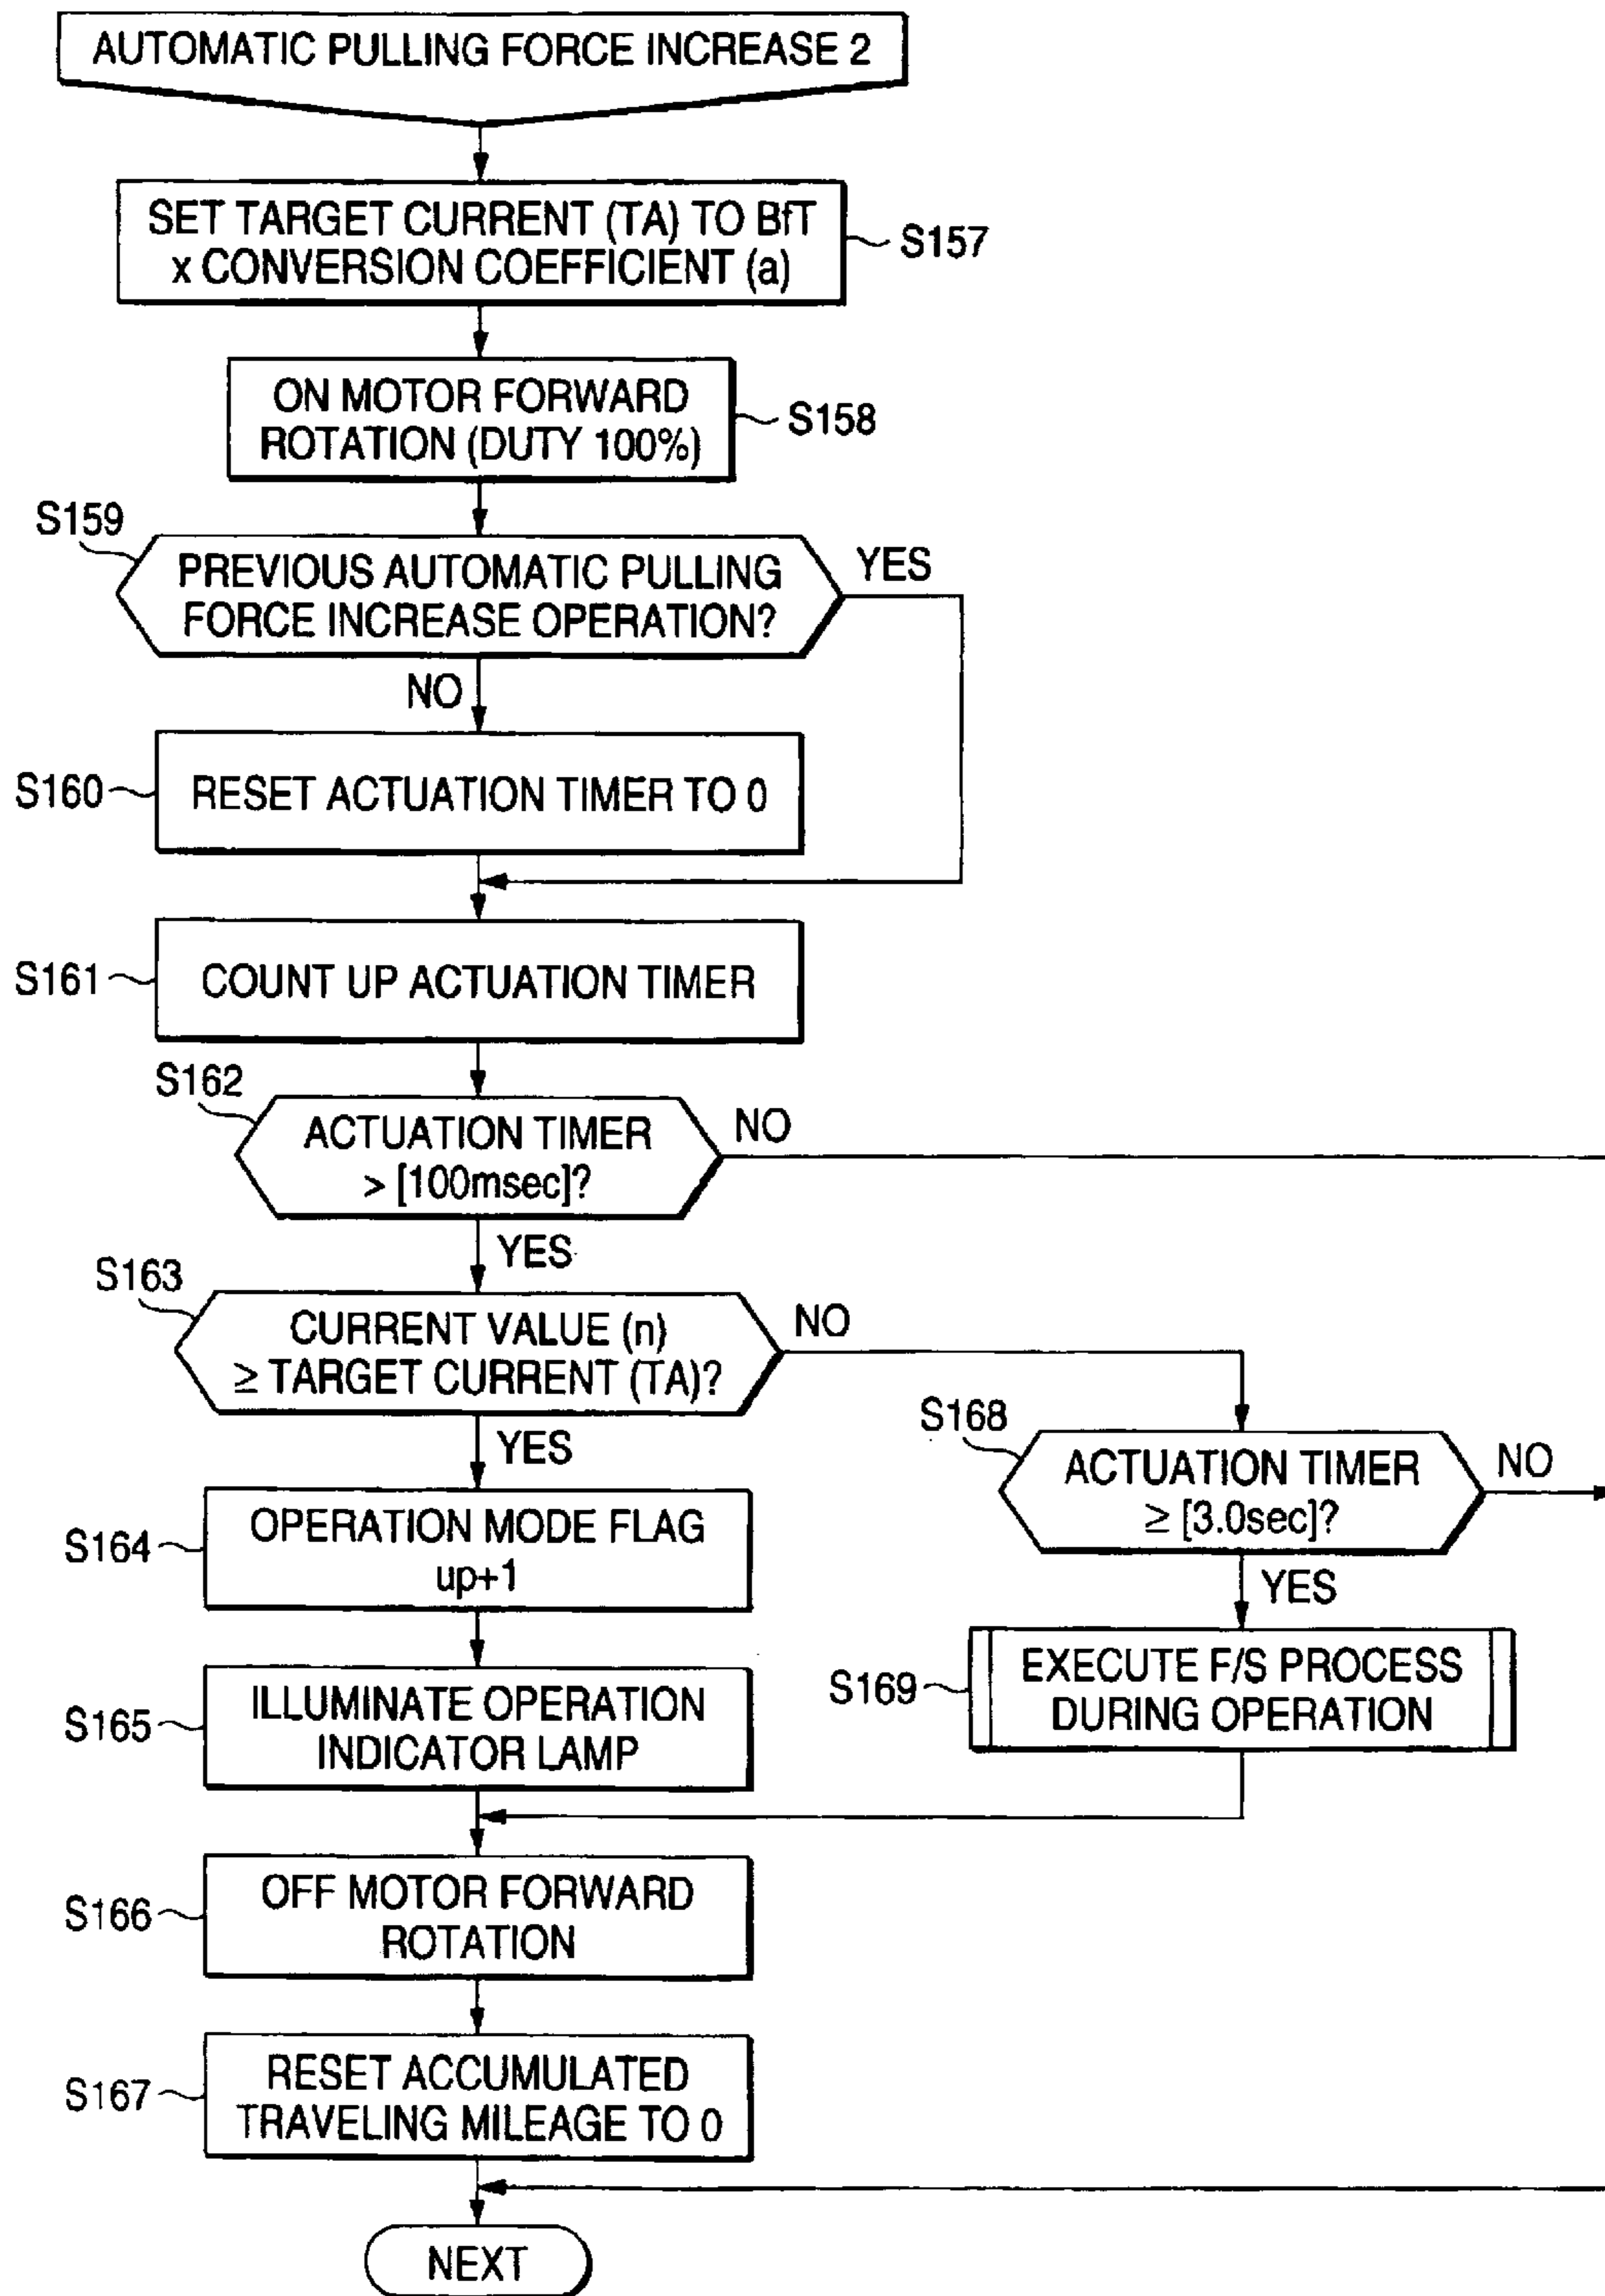 AUTOMATIC PULLING FORCE INCREASE 2
SET TARGET CURRENT (TA) TO BfT
x CONVERSION COEFFICIENT (a)
S157
ON MOTOR FORWARD
ROTATION (DUTY 100%)
S158
S159
PREVIOUS AUTOMATIC PULLING
FORCE INCREASE OPERATION?
YES
NO
S160
RESET ACTUATION TIMER TO 0
S161
COUNT UP ACTUATION TIMER
S162
ACTUATION TIMER
> [100msec]?
NO
YES
S163
CURRENT VALUE (n)
≥ TARGET CURRENT (TA)?
NO
YES
S168
ACTUATION TIMER
≥ [3.0sec]?
NO
YES
S164
OPERATION MODE FLAG
up+1
S169
EXECUTE F/S PROCESS
DURING OPERATION
S165
ILLUMINATE OPERATION
INDICATOR LAMP
S166
OFF MOTOR FORWARD
ROTATION
S167
RESET ACCUMULATED
TRAVELING MILEAGE TO 0
NEXT